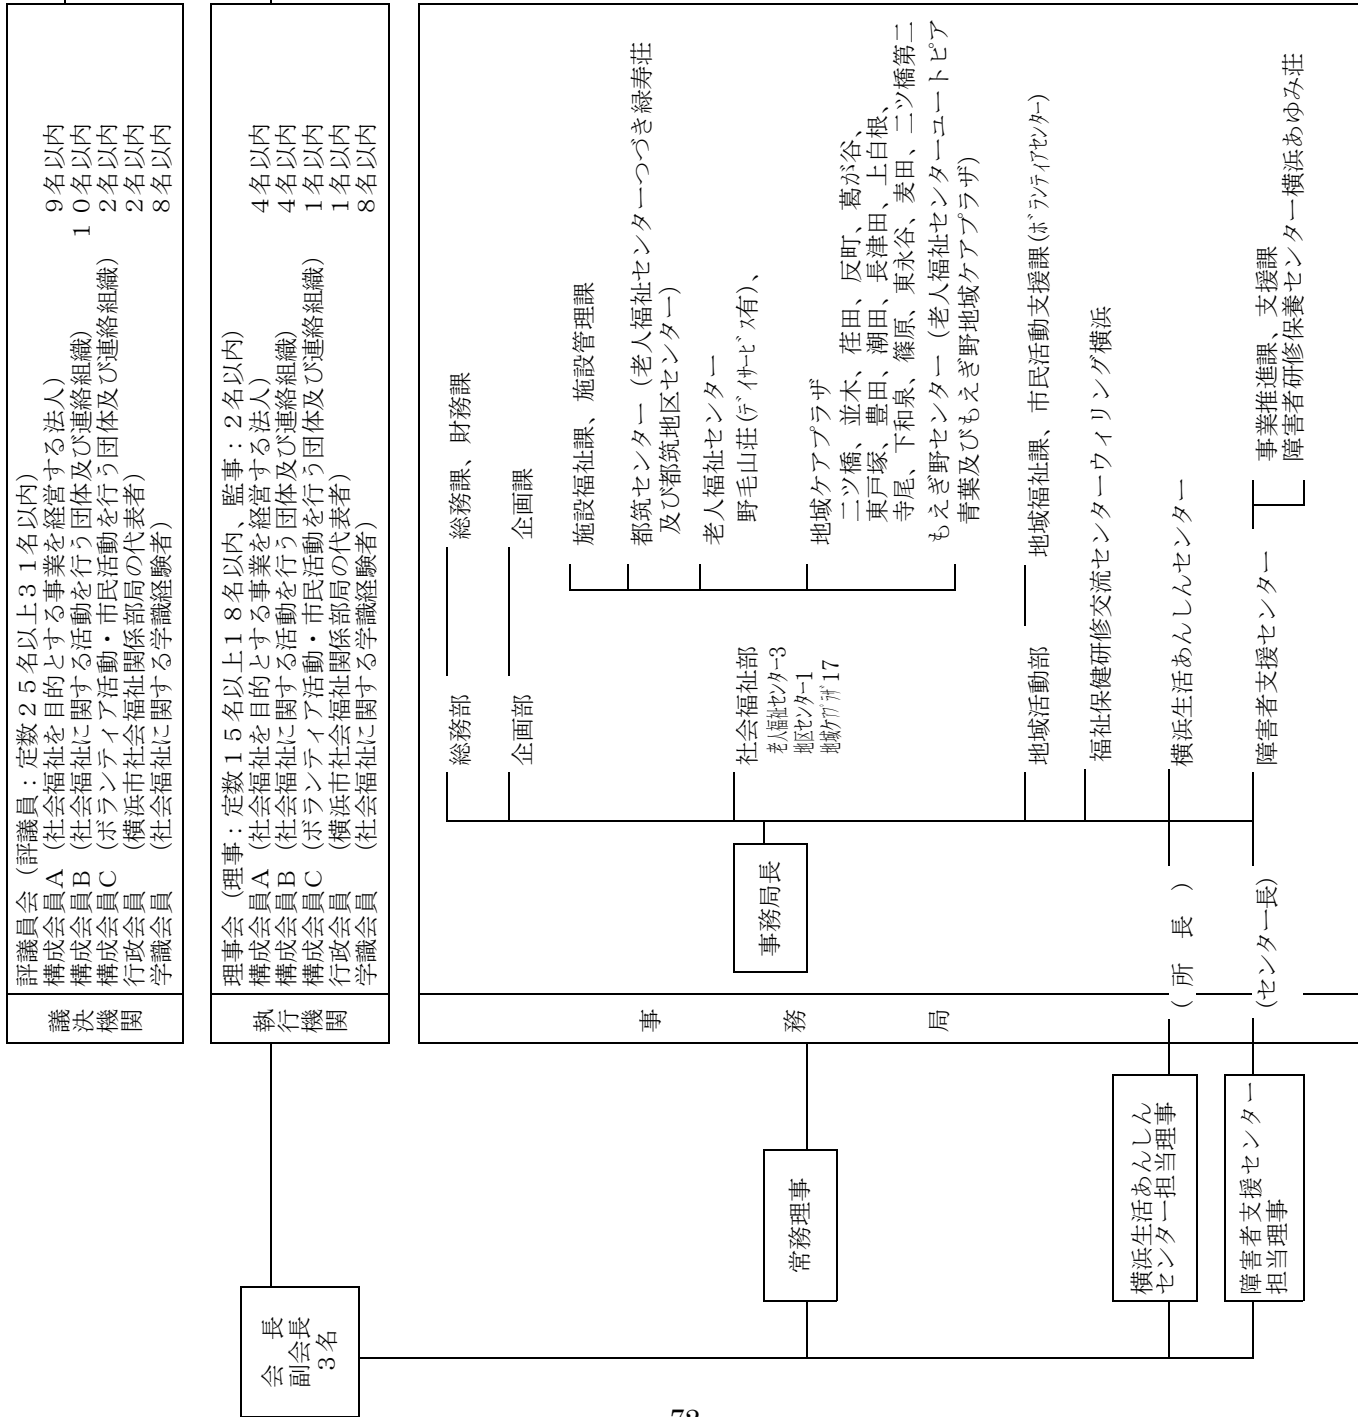 議決機関
評議員会（評議員：定数２５名以上３１名以内）
構成会員Ａ（社会福祉を目的とする事業を経営する法人） ９名以内
構成会員Ｂ（社会福祉に関する活動を行う団体及び連絡組織） １０名以内
構成会員Ｃ（ボランティア活動・市民活動を行う団体及び連絡組織） ２名以内
行政会員（横浜市社会福祉関係部局の代表者） ２名以内
学識会員（社会福祉に関する学識経験者） ８名以内
執行機関
理事会（理事：定数１５名以上１８名以内、監事：２名以内）
構成会員Ａ（社会福祉を目的とする事業を経営する法人） ４名以内
構成会員Ｂ（社会福祉に関する活動を行う団体及び連絡組織） ４名以内
構成会員Ｃ（ボランティア活動・市民活動を行う団体及び連絡組織） １名以内
行政会員（横浜市社会福祉関係部局の代表者） １名以内
学識会員（社会福祉に関する学識経験者） ８名以内
会長
副会長
３名
常務理事
横浜生活あんしん
センター担当理事
障害者支援センター
担当理事
事務局
事務局長
（所長）
(センター長)
総務部
総務課、財務課
企画部
企画課
社会福祉部
老人福祉センター3
地区センター1
地域ケアプラザ17
施設福祉課、施設管理課
都筑センター（老人福祉センターつづき緑寿荘
及び都筑地区センター）
老人福祉センター
野毛山荘(デイサービス有)、
地域ケアプラザ
二ツ橋、並木、荏田、反町、葛が谷、
東戸塚、豊田、潮田、長津田、上白根、
寺尾、下和泉、篠原、東永谷、麦田、二ツ橋第二
もえぎ野センター（老人福祉センターユートピア
青葉及びもえぎ野地域ケアプラザ）
地域活動部
地域福祉課、市民活動支援課(ボランティアセンター)
福祉保健研修交流センターウィリング横浜
横浜生活あんしんセンター
障害者支援センター
事業推進課、支援課
障害者研修保養センター横浜あゆみ荘